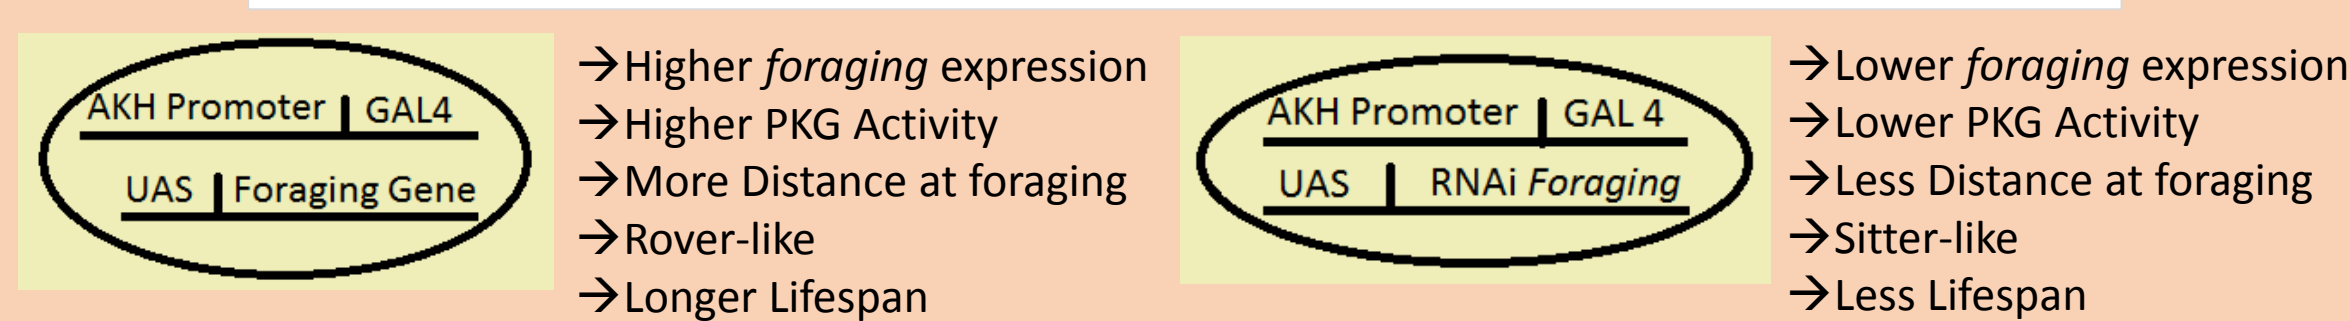 AKH Promoter | GAL4
UAS | Foraging Gene
→Higher foraging expression
→Higher PKG Activity
→More Distance at foraging
→Rover-like
→Longer Lifespan
AKH Promoter | GAL 4
UAS | RNAi Foraging
→Lower foraging expression
→Lower PKG Activity
→Less Distance at foraging
→Sitter-like
→Less Lifespan